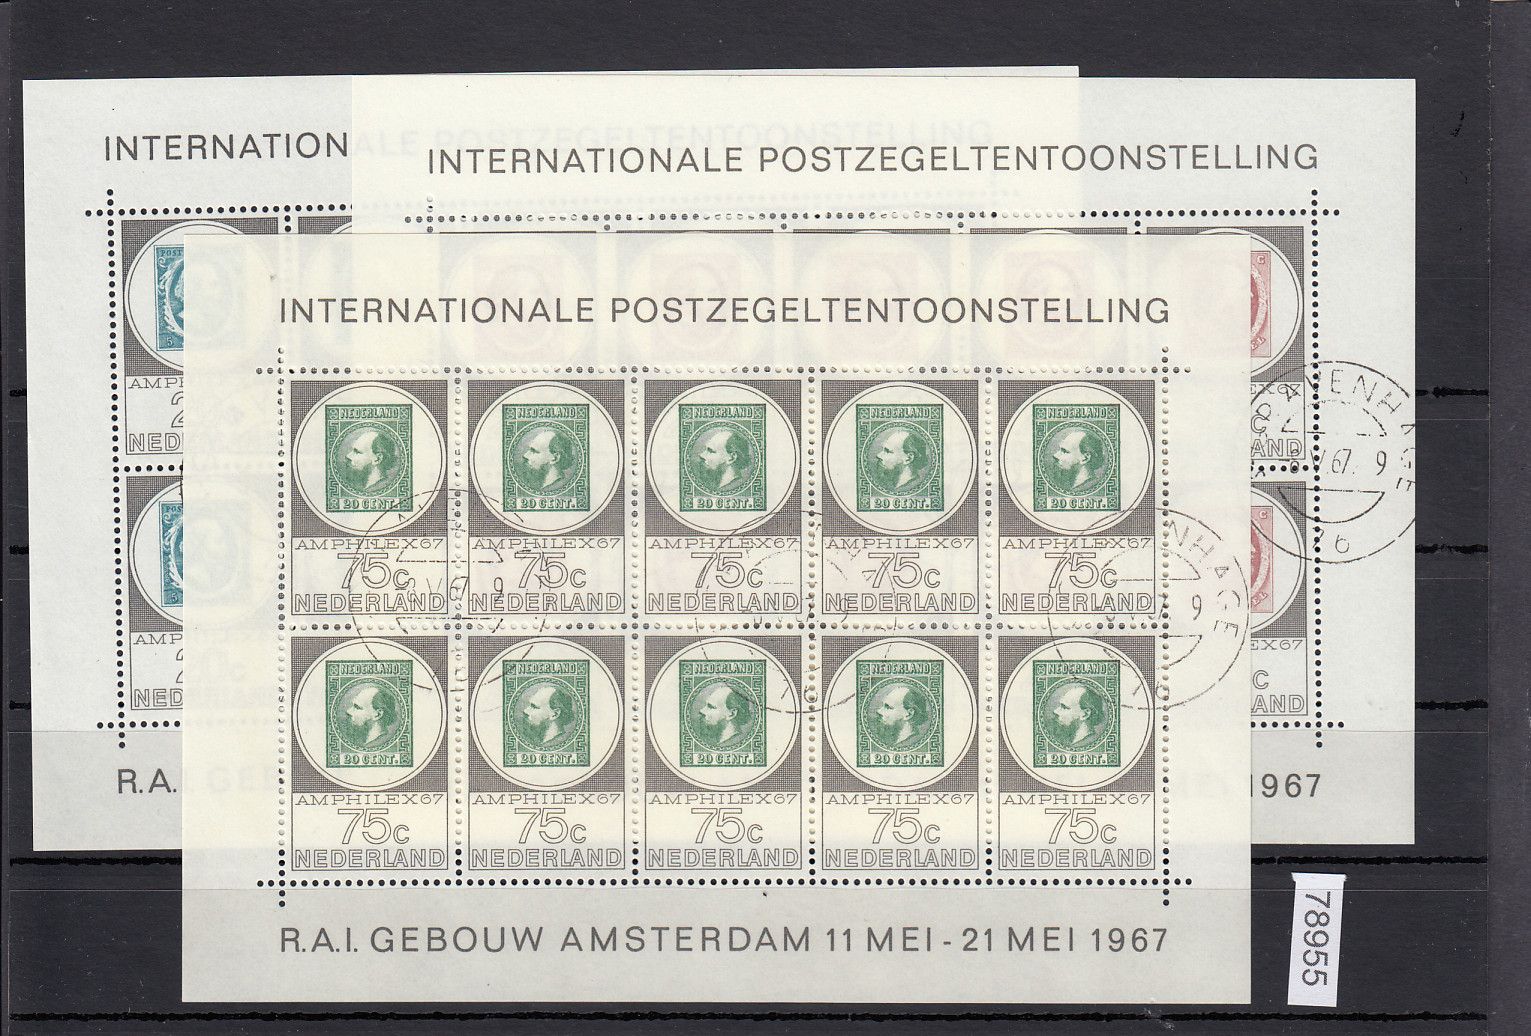 INTERNATIONALE POSTZEGELTENTOONSTELLING
INTERNATIONALE POSTZEGELTENTOONSTELLING
INTERNATIONALE POSTZEGELTENTOONSTELLING
NEDERLAND NEDERLAND NEDERLAND NEDERLAND NEDERLAND
20 CENT. 20 CENT. 20 CENT. 20 CENT. 20 CENT.
AMPHILEX67 AMPHILEX67 AMPHILEX67 AMPHILEX67 AMPHILEX67
75c 75c 75c 75c 75c
NEDERLAND NEDERLAND NEDERLAND NEDERLAND NEDERLAND
NEDERLAND NEDERLAND NEDERLAND NEDERLAND NEDERLAND
20 CENT. 20 CENT. 20 CENT. 20 CENT. 20 CENT.
AMPHILEX67 AMPHILEX67 AMPHILEX67 AMPHILEX67 AMPHILEX67
75c 75c 75c 75c 75c
NEDERLAND NEDERLAND NEDERLAND NEDERLAND NEDERLAND
R.A.I. GEBOUW AMSTERDAM 11 MEI - 21 MEI 1967
R.A.I. GEB
1967
78955